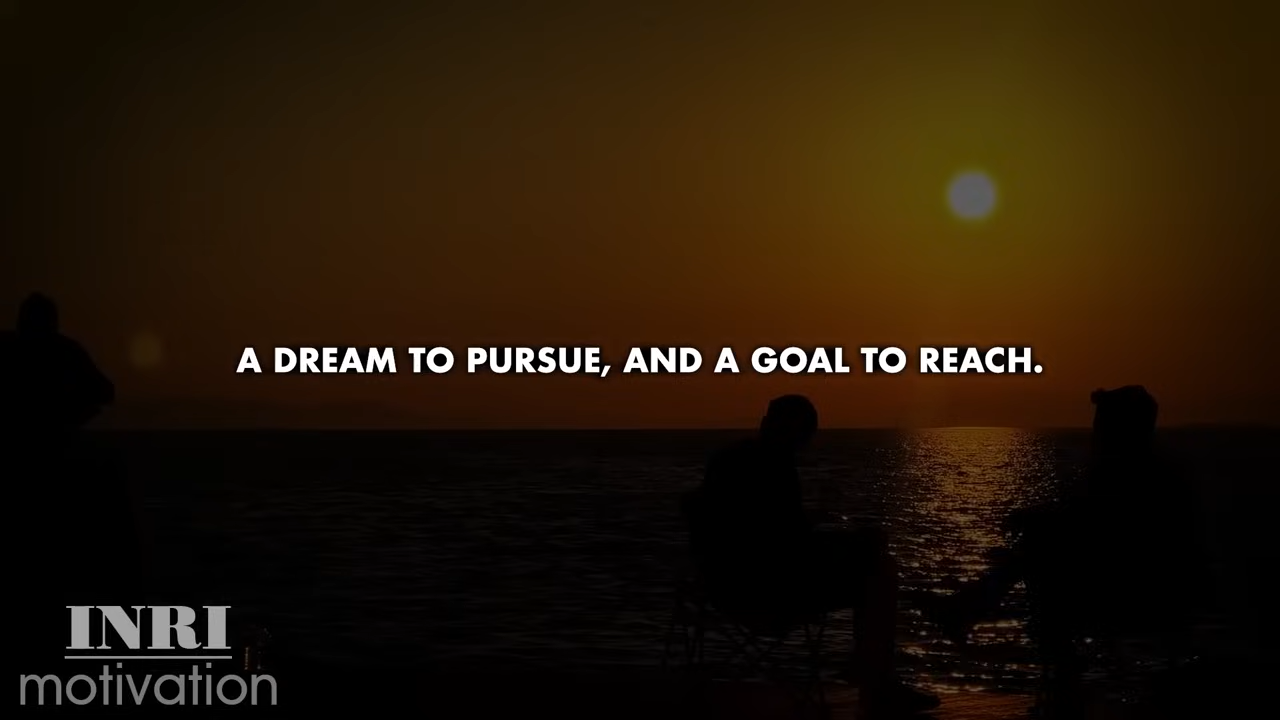 A DREAM TO PURSUE, AND A GOAL TO REACH.
INRI
motivation